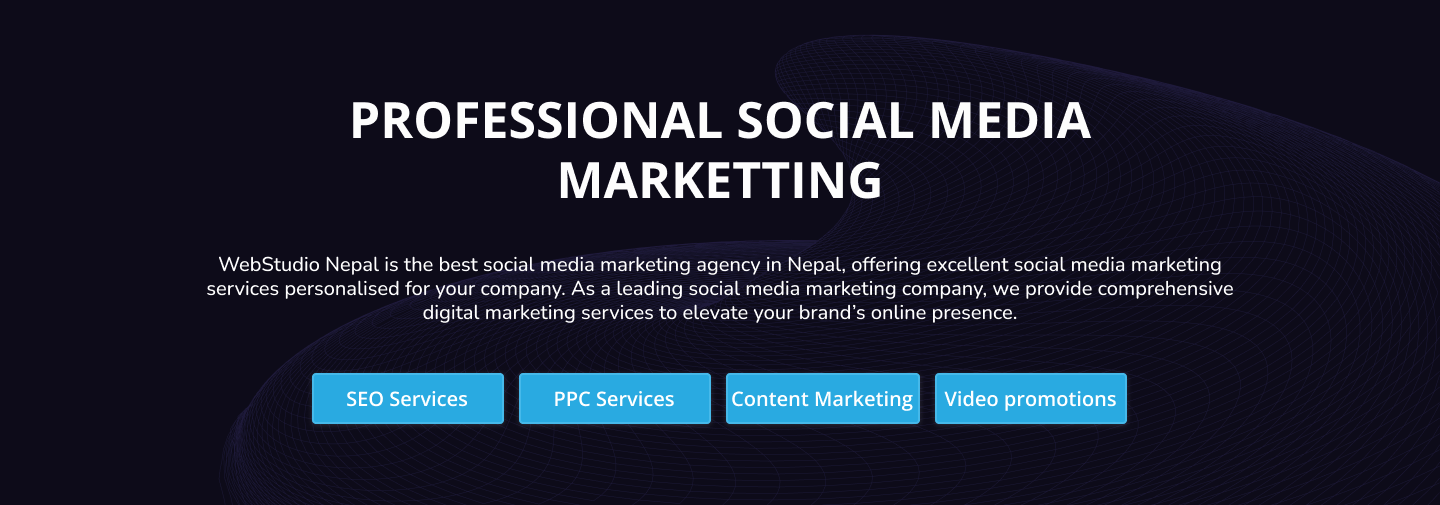 PROFESSIONAL SOCIAL MEDIA
MARKETTING
WebStudio Nepal is the best social media marketing agency in Nepal, offering excellent social media marketing
services personalised for your company. As a leading social media marketing company, we provide comprehensive
digital marketing services to elevate your brand’s online presence.
SEO Services
PPC Services
Content Marketing
Video promotions